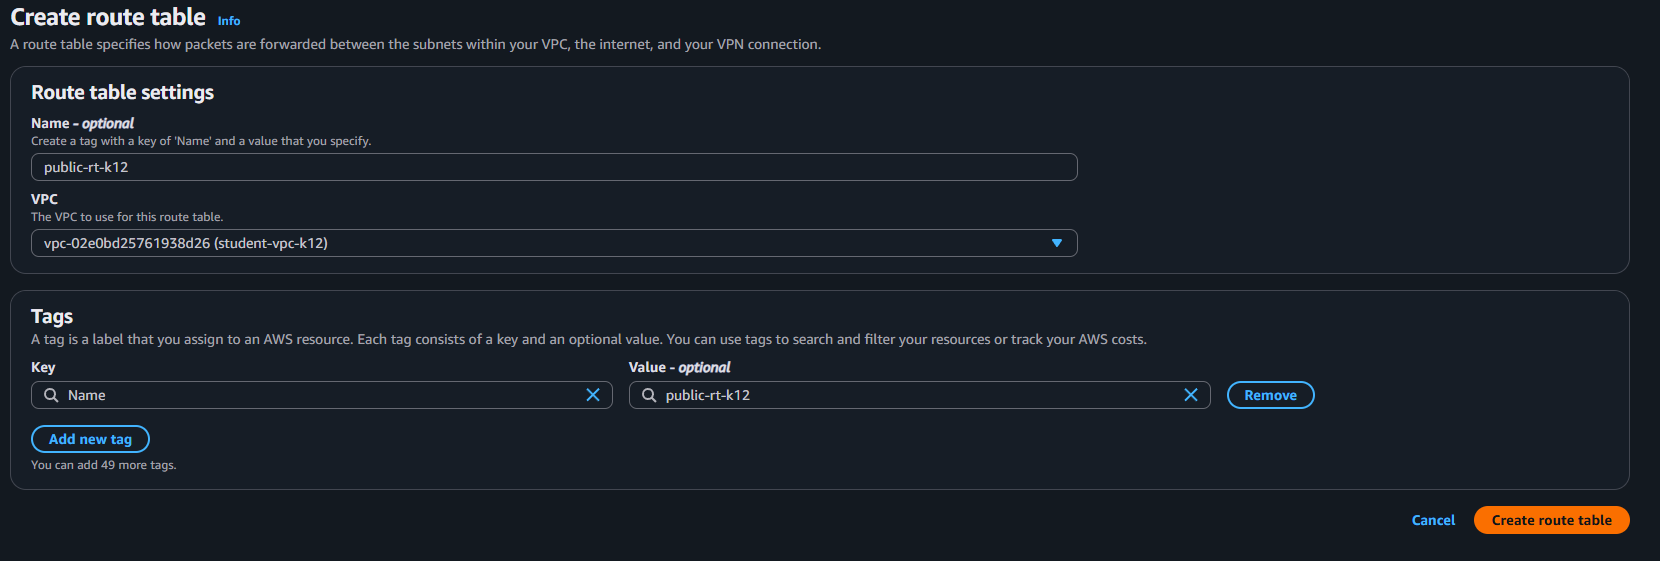 Create route table Info
A route table specifies how packets are forwarded between the subnets within your VPC, the internet, and your VPN connection.
Route table settings
Name - optional
Create a tag with a key of 'Name' and a value that you specify.
public-rt-k12
VPC
The VPC to use for this route table.
vpc-02e0bd25761938d26 (student-vpc-k12)
Tags
A tag is a label that you assign to an AWS resource. Each tag consists of a key and an optional value. You can use tags to search and filter your resources or track your AWS costs.
Key Value - optional
Name public-rt-k12 Remove
Add new tag
You can add 49 more tags.
Cancel Create route table